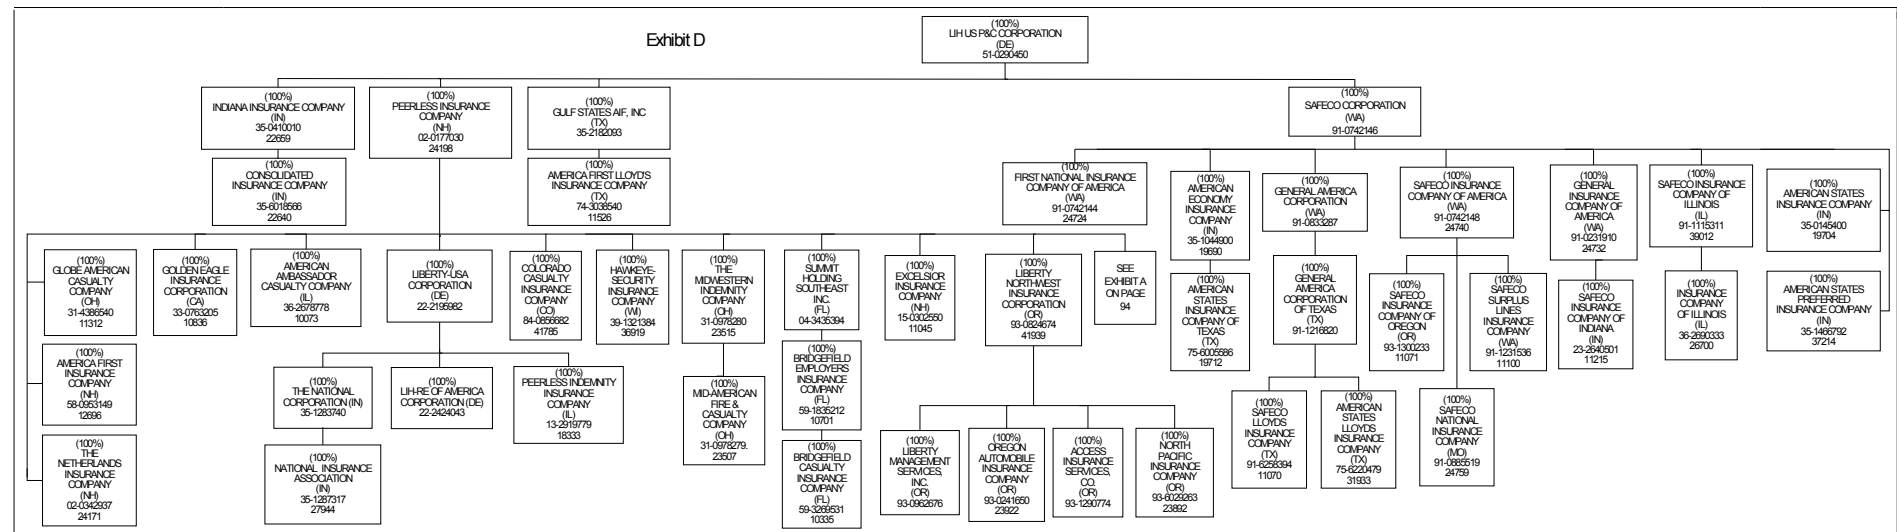 Exhibit D
(100%)
LIH US P&C CORPORATION
(DE)
51-0290450
(100%)
INDIANA INSURANCE COMPANY
(IN)
35-0410010
22659
(100%)
PEERLESS INSURANCE
COMPANY
(NH)
02-0177030
24198
(100%)
GULF STATES AIF, INC
(TX)
35-2182093
(100%)
SAFECO CORPORATION
(WA)
91-0742146
(100%)
CONSOLIDATED
INSURANCE COMPANY
(IN)
35-6018566
22640
(100%)
AMERICA FIRST LLOYD'S
INSURANCE COMPANY
(TX)
74-3038540
11526
(100%)
FIRST NATIONAL INSURANCE
COMPANY OF AMERICA
(WA)
91-0742144
24724
(100%)
AMERICAN
ECONOMY
INSURANCE
COMPANY
(IN)
35-1044900
19690
(100%)
GENERAL AMERICA
CORPORATION
(WA)
91-0833287
(100%)
SAFECO INSURANCE
COMPANY OF AMERICA
(WA)
91-0742148
24740
(100%)
GENERAL
INSURANCE
COMPANY OF
AMERICA
(WA)
91-0231910
24732
(100%)
SAFECO INSURANCE
COMPANY OF
ILLINOIS
(IL)
91-1115311
39012
(100%)
AMERICAN STATES
INSURANCE COMPANY
(IN)
35-0145400
19704
(100%)
GLOBE AMERICAN
CASUALTY
COMPANY
(OH)
31-4386540
11312
(100%)
GOLDEN EAGLE
INSURANCE
CORPORATION
(CA)
33-0763205
10836
(100%)
AMERICAN
AMBASSADOR
CASUALTY COMPANY
(IL)
36-2678778
10073
(100%)
LIBERTY-USA
CORPORATION
(DE)
22-2195982
(100%)
COLORADO
CASUALTY
INSURANCE
COMPANY
(CO)
84-0856682
41785
(100%)
HAWKEYE-
SECURITY
INSURANCE
COMPANY
(WI)
39-1321384
36919
(100%)
THE
MIDWESTERN
INDEMNITY
COMPANY
(OH)
31-0978280
23515
(100%)
SUMMIT
HOLDING
SOUTHEAST
INC.
(FL)
04-3435394
(100%)
EXCELSIOR
INSURANCE
COMPANY
(NH)
15-0302550
11045
(100%)
LIBERTY
NORTHWEST
INSURANCE
CORPORATION
(OR)
93-0824674
41939
SEE
EXHIBIT A
ON PAGE
94
(100%)
AMERICAN
STATES
INSURANCE
COMPANY OF
TEXAS
(TX)
75-6005586
19712
(100%)
GENERAL
AMERICA
CORPORATION
OF TEXAS
(TX)
91-1216820
(100%)
SAFECO
INSURANCE
COMPANY OF
OREGON
(OR)
93-1300233
11071
(100%)
SAFECO
SURPLUS
LINES
INSURANCE
COMPANY
(WA)
91-1231536
11100
(100%)
SAFECO
INSURANCE
COMPANY OF
INDIANA
(IN)
23-2640501
11215
(100%)
INSURANCE
COMPANY
OF ILLINOIS
(IL)
36-2690333
26700
(100%)
AMERICAN STATES
PREFERRED
INSURANCE COMPANY
(IN)
35-1466792
37214
(100%)
AMERICA FIRST
INSURANCE
COMPANY
(NH)
58-0953149
12696
(100%)
THE NATIONAL
CORPORATION (IN)
35-1283740
(100%)
LIH-RE OF AMERICA
CORPORATION (DE)
22-2424043
(100%)
PEERLESS INDEMNITY
INSURANCE
COMPANY
(IL)
13-2919779
18333
(100%)
MID-AMERICAN
FIRE &
CASUALTY
COMPANY
(OH)
31-0978279.
23507
(100%)
BRIDGEFIELD
EMPLOYERS
INSURANCE
COMPANY
(FL)
59-1835212
10701
(100%)
THE
NETHERLANDS
INSURANCE
COMPANY
(NH)
02-0342937
24171
(100%)
NATIONAL INSURANCE
ASSOCIATION
(IN)
35-1287317
27944
(100%)
BRIDGEFIELD
CASUALTY
INSURANCE
COMPANY
(FL)
59-3269531
10335
(100%)
LIBERTY
MANAGEMENT
SERVICES,
INC.
(OR)
93-0962676
(100%)
OREGON
AUTOMOBILE
INSURANCE
COMPANY
(OR)
93-0241650
23922
(100%)
ACCESS
INSURANCE
SERVICES,
CO.
(OR)
93-1290774
(100%)
NORTH
PACIFIC
INSURANCE
COMPANY
(OR)
93-6029263
23892
(100%)
SAFECO
LLOYDS
INSURANCE
COMPANY
(TX)
91-6258394
11070
(100%)
AMERICAN
STATES
LLOYDS
INSURANCE
COMPANY
(TX)
75-6220479
31933
(100%)
SAFECO
NATIONAL
INSURANCE
COMPANY
(MO)
91-0885519
24759